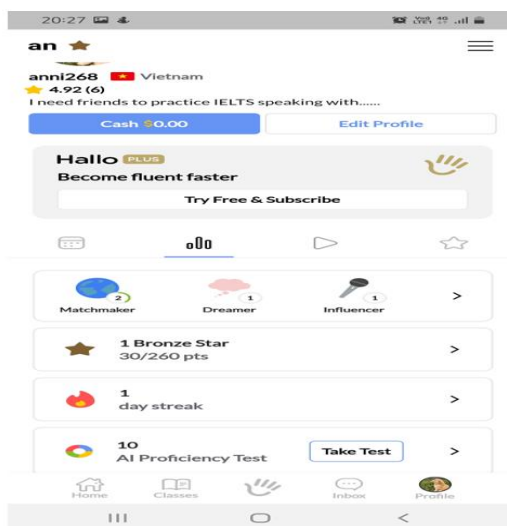 20:27
an
anni268 Vietnam
4.92 (6)
I need friends to practice IELTS speaking with......
Cash $0.00 Edit Profile
Hallo PLUS
Become fluent faster
Try Free & Subscribe
2 1 1
Matchmaker Dreamer Influencer >
1 Bronze Star
30/260 pts >
1
day streak >
10
AI Proficiency Test Take Test >
Home Classes Inbox Profile